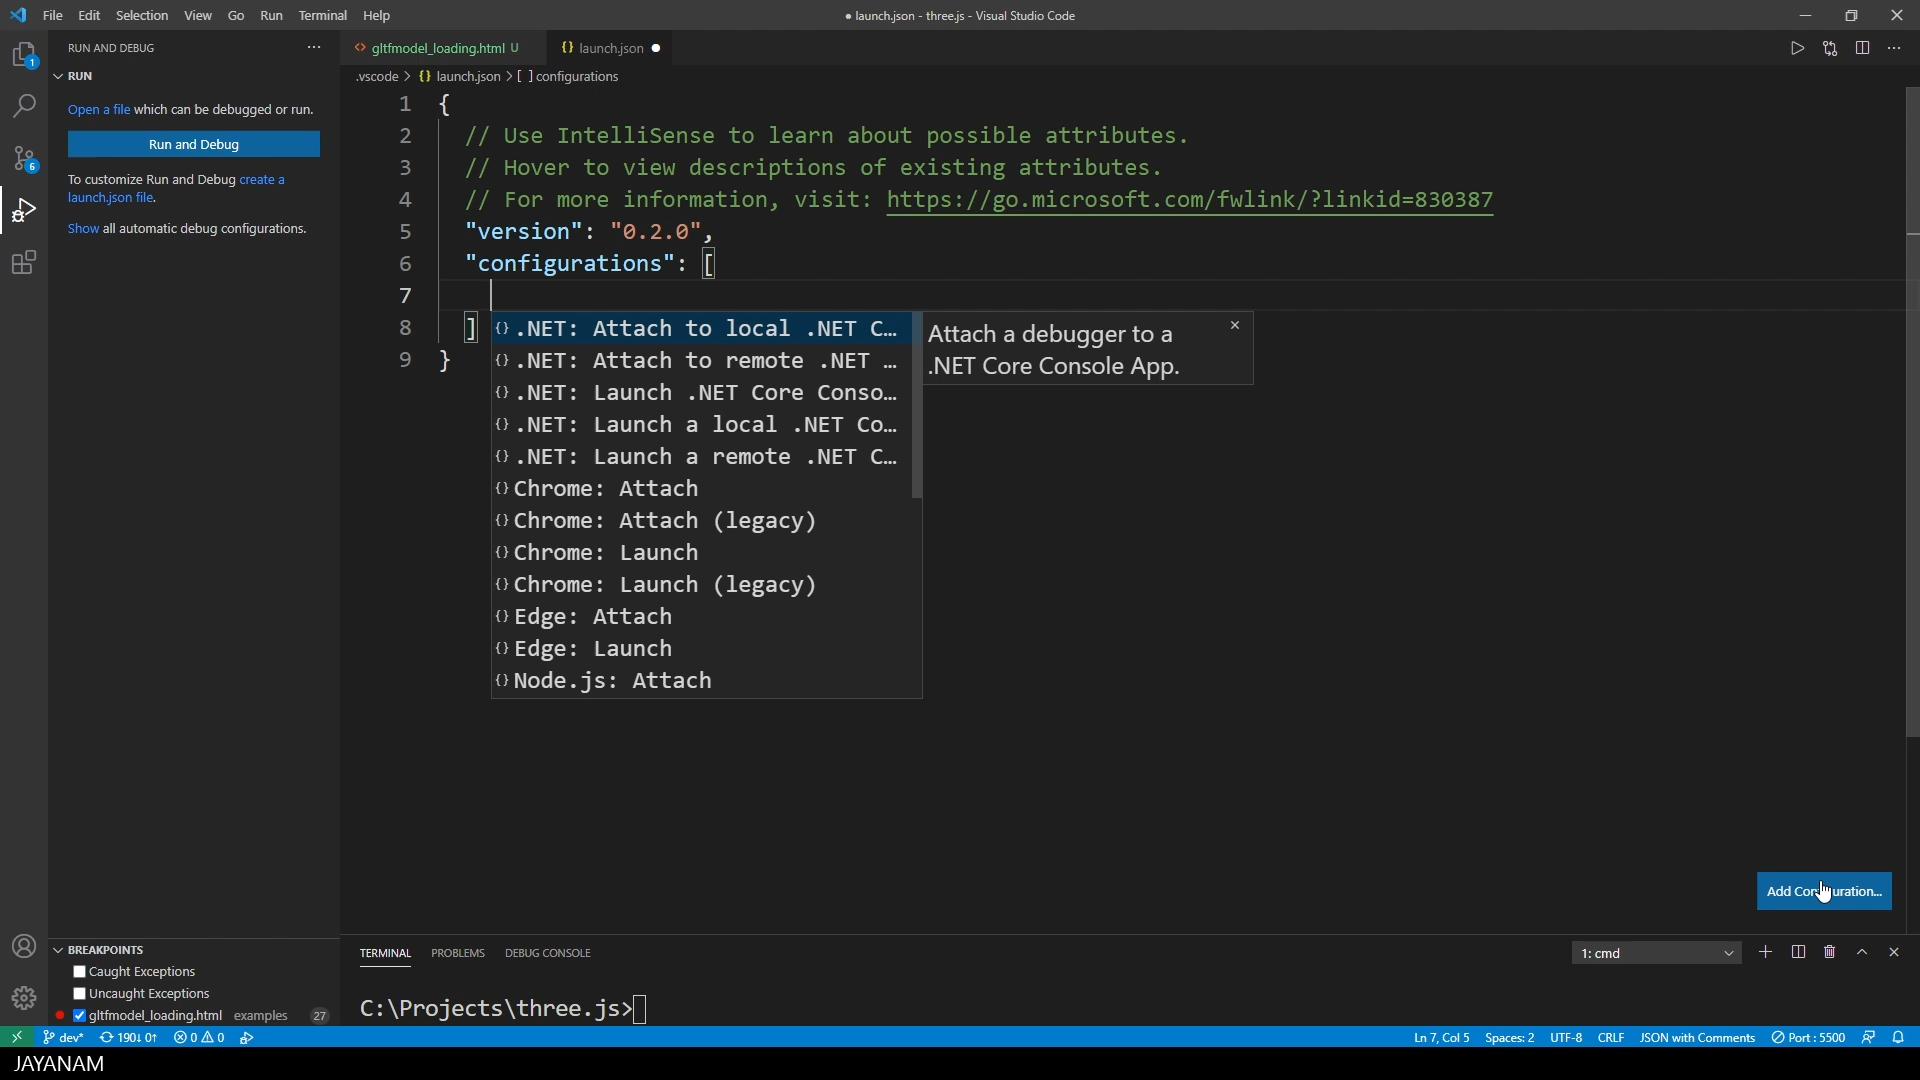 File Edit Selection View Go Run Terminal Help
● launch.json - three.js - Visual Studio Code
RUN AND DEBUG ···
RUN
Open a file which can be debugged or run.
Run and Debug
To customize Run and Debug create a
launch.json file.
Show all automatic debug configurations.
gltfmodel_loading.html U
{} launch.json ●
.vscode > {} launch.json > [ ] configurations
1 {
2 // Use IntelliSense to learn about possible attributes.
3 // Hover to view descriptions of existing attributes.
4 // For more information, visit: https://go.microsoft.com/fwlink/?linkid=830387
5 "version": "0.2.0",
6 "configurations": [
7
8 ]
9 }
{} .NET: Attach to local .NET C…
{} .NET: Attach to remote .NET …
{} .NET: Launch .NET Core Conso…
{} .NET: Launch a local .NET Co…
{} .NET: Launch a remote .NET C…
{} Chrome: Attach
{} Chrome: Attach (legacy)
{} Chrome: Launch
{} Chrome: Launch (legacy)
{} Edge: Attach
{} Edge: Launch
{} Node.js: Attach
Attach a debugger to a
.NET Core Console App.
Add
BREAKPOINTS
Caught Exceptions
Uncaught Exceptions
gltfmodel_loading.html examples 27
TERMINAL PROBLEMS DEBUG CONSOLE
1: cmd
C:\Projects\three.js>
1
6
dev* 190↓ 0↑ 0 0
Ln 7, Col 5 Spaces: 2 UTF-8 CRLF JSON with Comments Port : 5500
JAYANAM